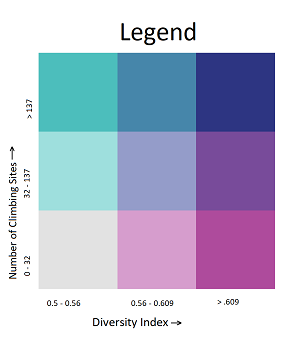 Legend
Number of Climbing Sites →
> 137
32 - 137
0 - 32
0.5 - 0.56
0.56 - 0.609
> .609
Diversity Index →